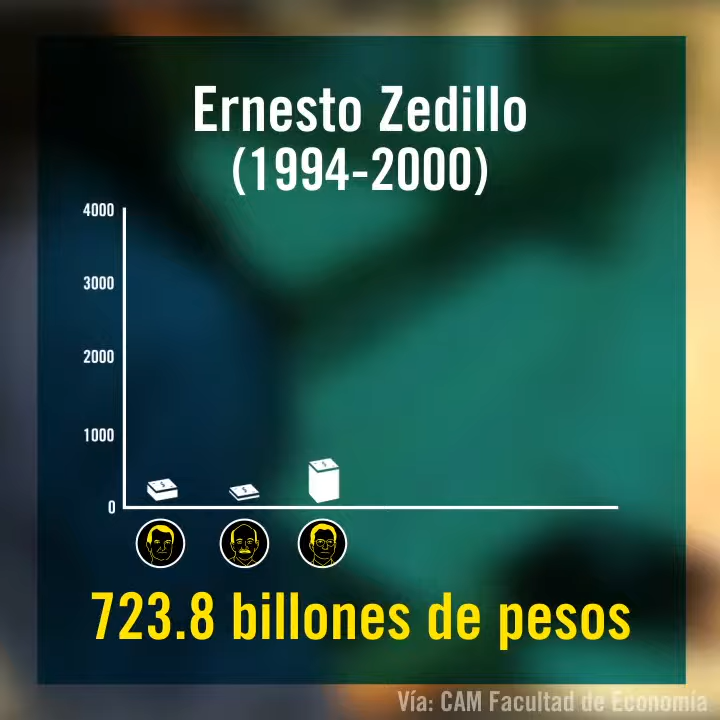 Ernesto Zedillo
(1994-2000)
4000
3000
2000
1000
0
723.8 billones de pesos
Vía: CAM Facultad de Economía